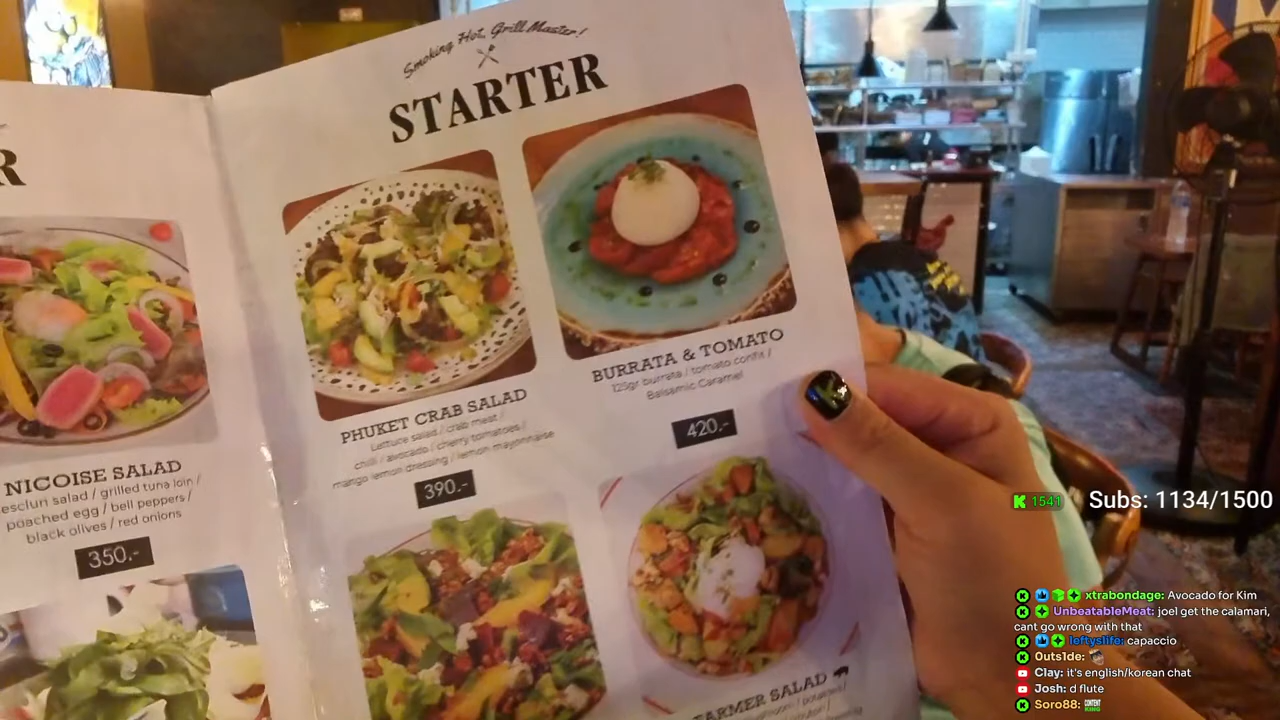 Smoking Hot, Grill Master!
STARTER
R
NICOISE SALAD
esclun salad / grilled tuna loin /
poached egg / bell peppers /
black olives / red onions
350.-
PHUKET CRAB SALAD
Lettuce salad / crab meat /
chili / avocado / cherry tomatoes /
mango lemon dressing / lemon mayonnaise
390.-
BURRATA & TOMATO
125gr burrata / tomato confit /
Balsamic Caramel
420.-
ARMER SALAD
K 1541 Subs: 1134/1500
xtrabondage: Avocado for Kim
UnbeatableMeat: joel get the calamari,
cant go wrong with that
leftyslife: capaccio
Outs1de:
Clay: it's english/korean chat
Josh: d flute
Soro88: CONTENT KING